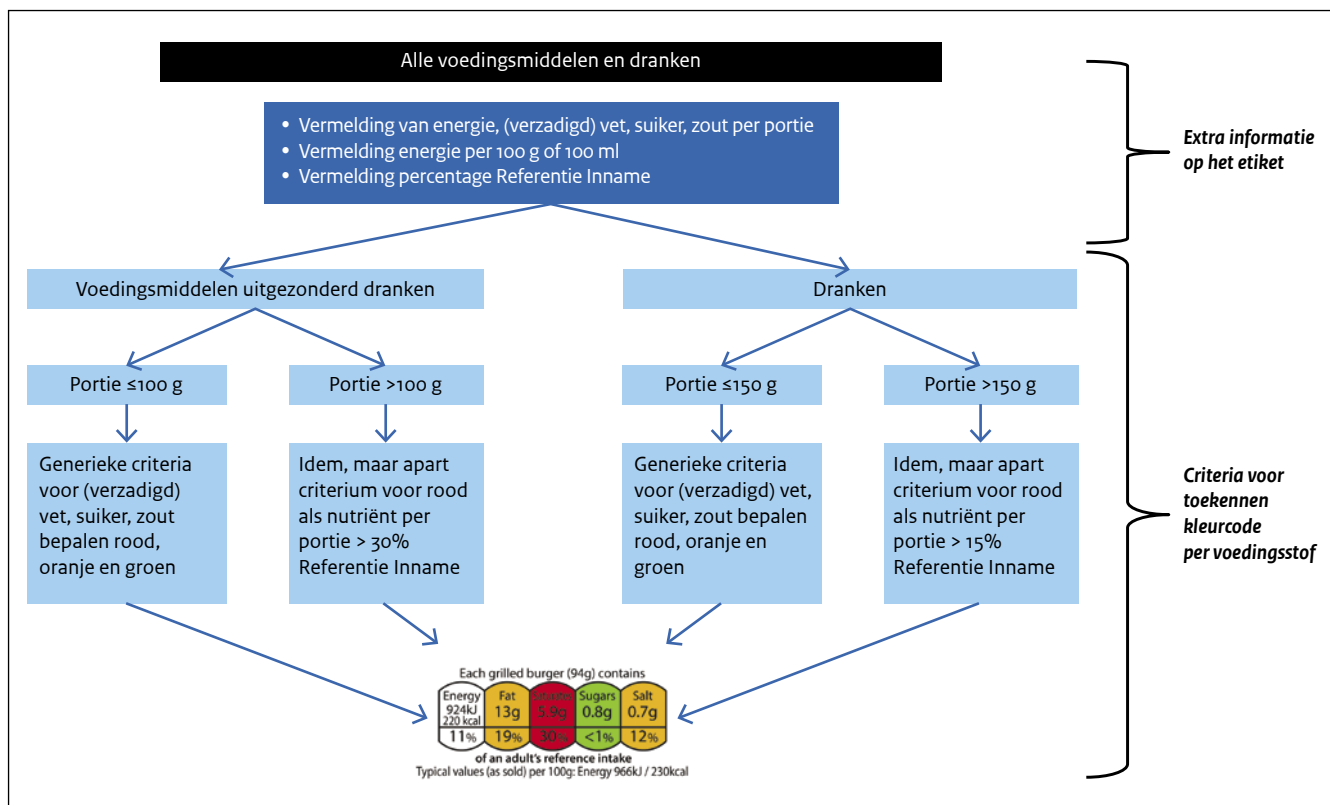 Alle voedingsmiddelen en dranken
• Vermelding van energie, (verzadigd) vet, suiker, zout per portie
• Vermelding energie per 100 g of 100 ml
• Vermelding percentage Referentie Inname
Extra informatie
op het etiket
Voedingsmiddelen uitgezonderd dranken
Dranken
Portie ≤100 g
Portie >100 g
Portie ≤150 g
Portie >150 g
Generieke criteria
voor (verzadigd)
vet, suiker, zout
bepalen rood,
oranje en groen
Idem, maar apart
criterium voor rood
als nutriënt per
portie > 30%
Referentie Inname
Generieke criteria
voor (verzadigd) vet,
suiker, zout bepalen
rood, oranje en
groen
Idem, maar apart
criterium voor rood
als nutriënt per
portie > 15%
Referentie Inname
Criteria voor
toekennen
kleurcode
per voedingsstof
Each grilled burger (94g) contains
Energy
924kJ
220 kcal
11%
Fat
13g
19%
5.9g
30%
Sugars
0.8g
<1%
Salt
0.7g
12%
of an adult's reference intake
Typical values (as sold) per 100g: Energy 966kJ / 230kcal